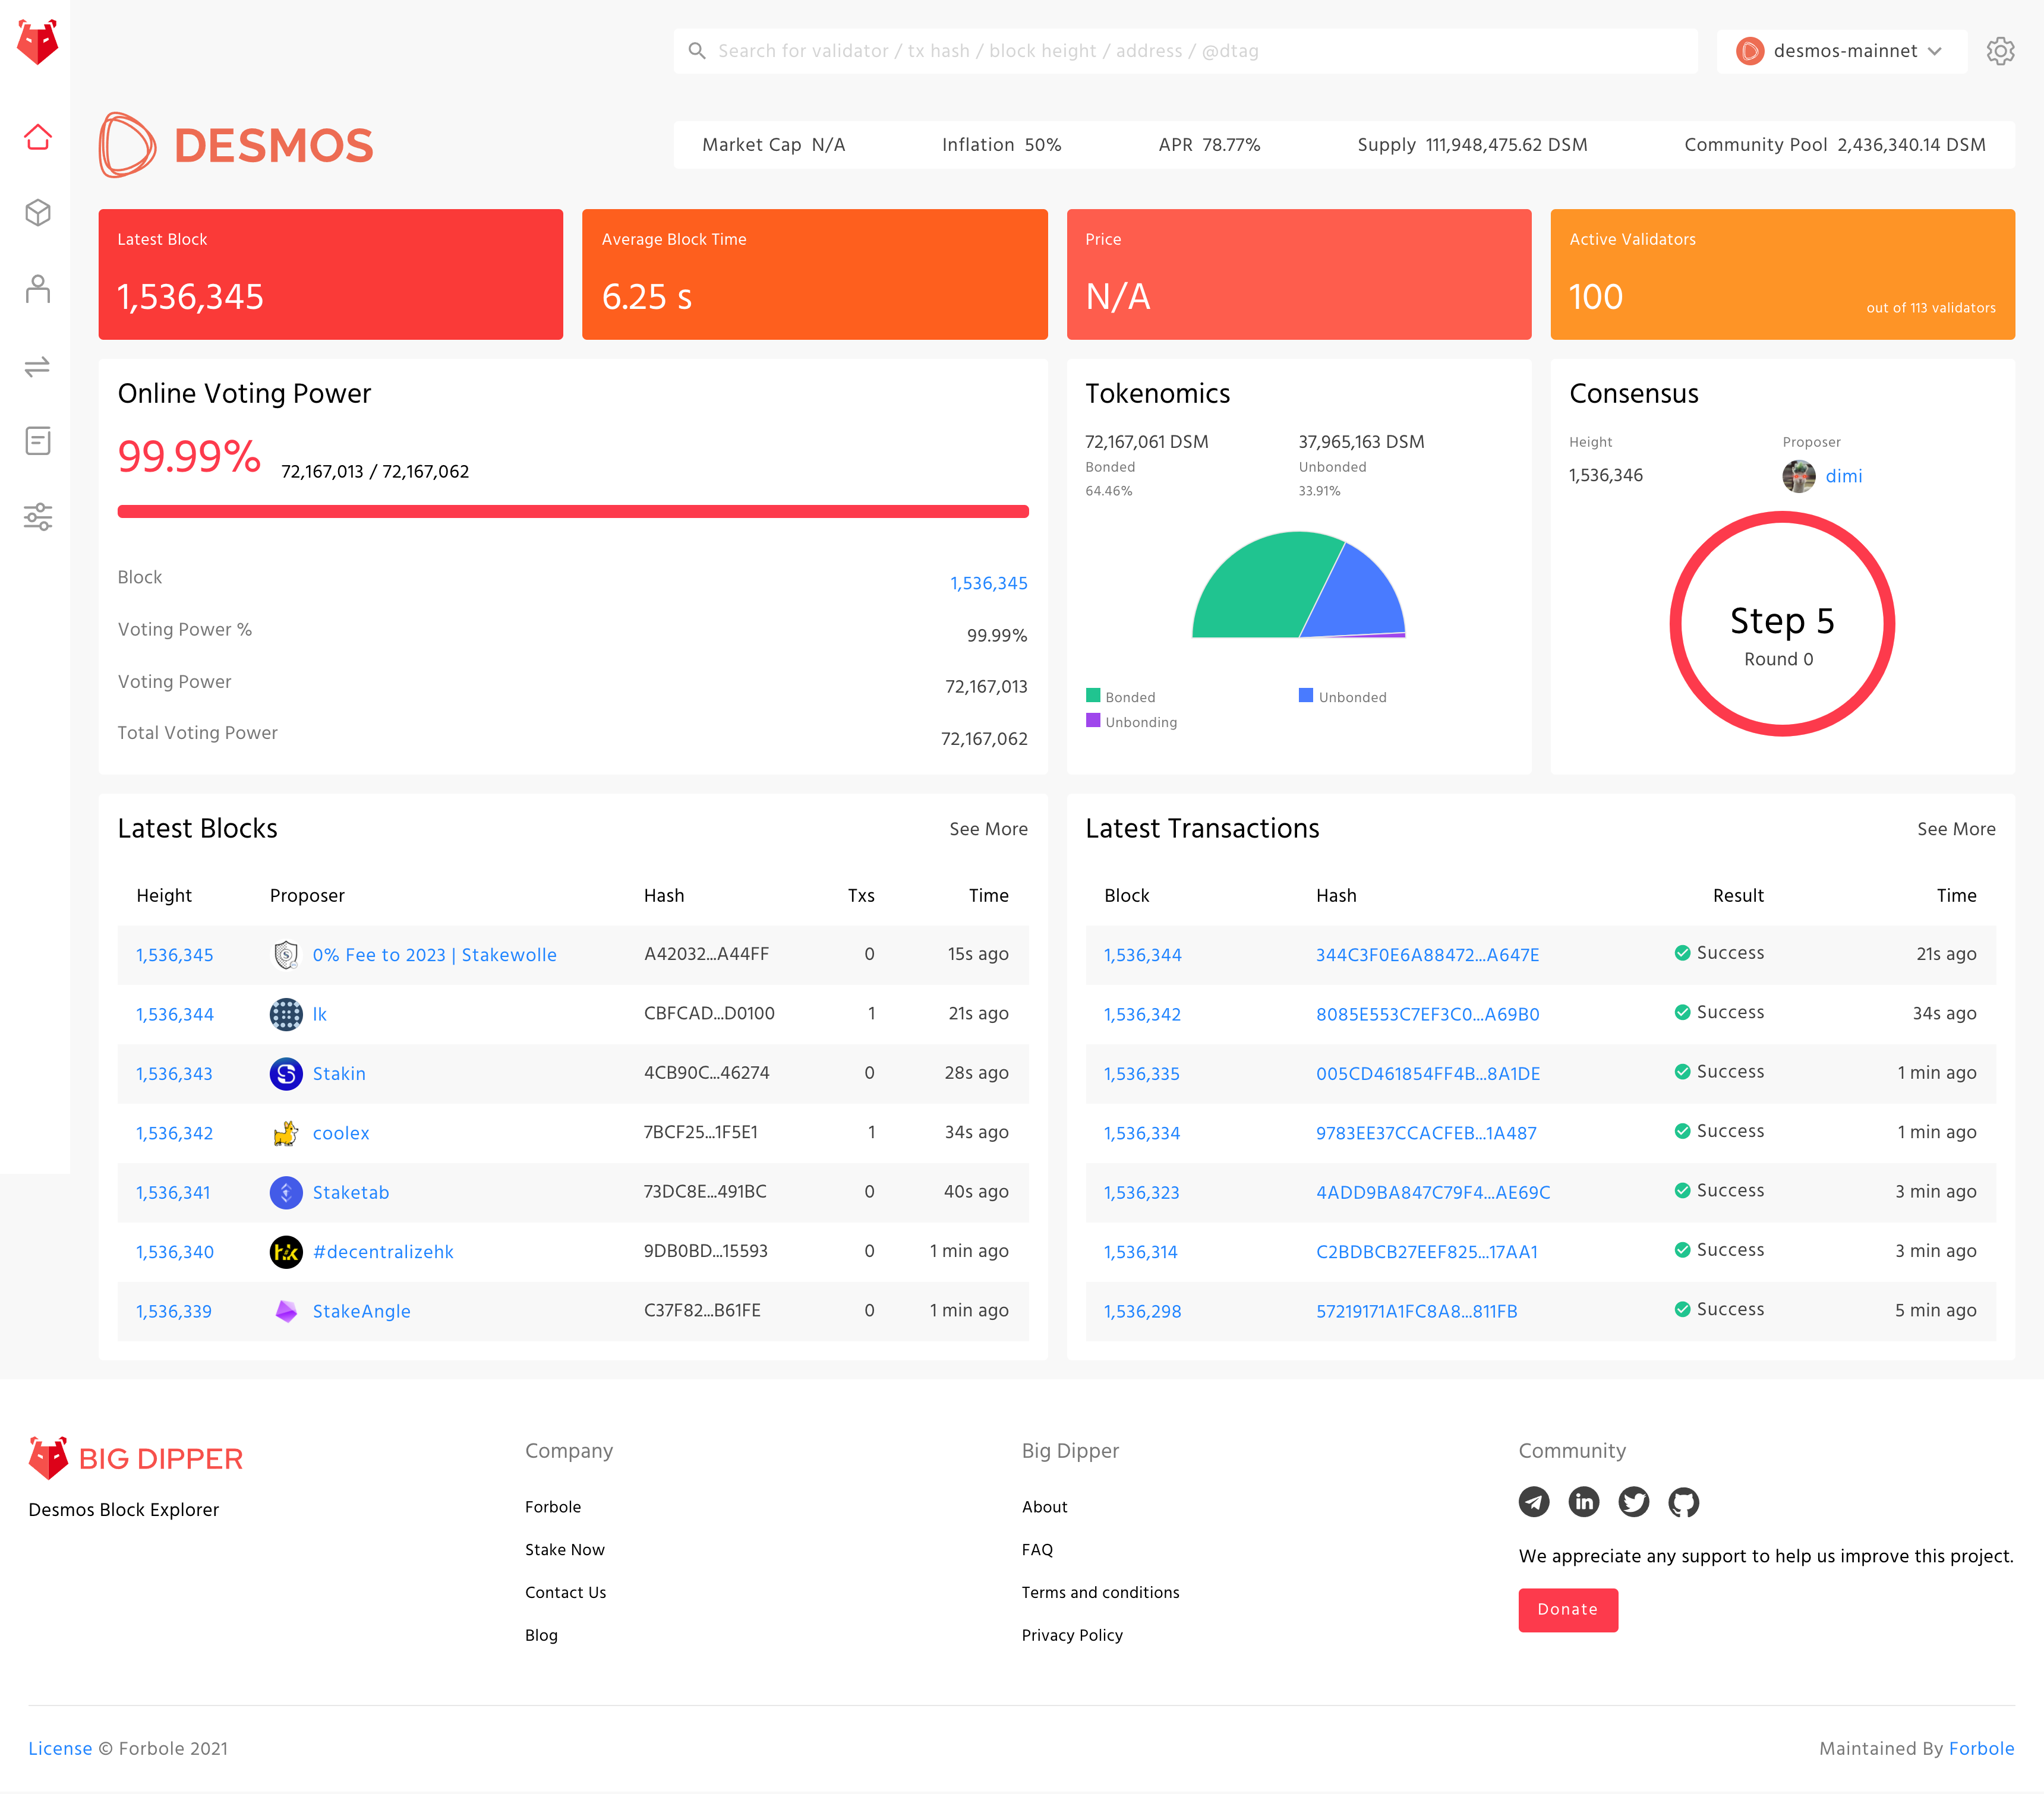 Search for validator / tx hash / block height / address / @dtag
desmos-mainnet
DESMOS
Market Cap N/A
Inflation 50%
APR 78.77%
Supply 111,948,475.62 DSM
Community Pool 2,436,340.14 DSM
Latest Block
1,536,345
Average Block Time
6.25 s
Price
N/A
Active Validators
100
out of 113 validators
Online Voting Power
99.99% 72,167,013 / 72,167,062
Block 1,536,345
Voting Power % 99.99%
Voting Power 72,167,013
Total Voting Power 72,167,062
Tokenomics
72,167,061 DSM 37,965,163 DSM
Bonded Unbonded
64.46% 33.91%
Bonded Unbonded
Unbonding
Consensus
Height Proposer
1,536,346 dimi
Step 5
Round 0
Latest Blocks See More
Height Proposer Hash Txs Time
1,536,345 0% Fee to 2023 | Stakewolle A42032...A44FF 0 15s ago
1,536,344 lk CBFCAD...D0100 1 21s ago
1,536,343 Stakin 4CB90C...46274 0 28s ago
1,536,342 coolex 7BCF25...1F5E1 1 34s ago
1,536,341 Staketab 73DC8E...491BC 0 40s ago
1,536,340 #decentralizehk 9DB0BD...15593 0 1 min ago
1,536,339 StakeAngle C37F82...B61FE 0 1 min ago
Latest Transactions See More
Block Hash Result Time
1,536,344 344C3F0E6A88472...A647E Success 21s ago
1,536,342 8085E553C7EF3C0...A69B0 Success 34s ago
1,536,335 005CD461854FF4B...8A1DE Success 1 min ago
1,536,334 9783EE37CCACFEB...1A487 Success 1 min ago
1,536,323 4ADD9BA847C79F4...AE69C Success 3 min ago
1,536,314 C2BDBCB27EEF825...17AA1 Success 3 min ago
1,536,298 57219171A1FC8A8...811FB Success 5 min ago
BIG DIPPER
Desmos Block Explorer
Company
Forbole
Stake Now
Contact Us
Blog
Big Dipper
About
FAQ
Terms and conditions
Privacy Policy
Community
We appreciate any support to help us improve this project.
Donate
License © Forbole 2021
Maintained By Forbole